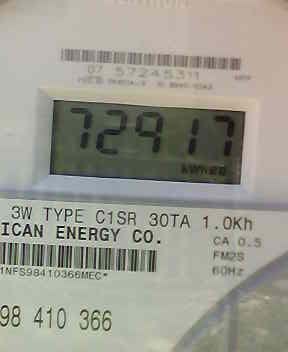 07 57245311
72917
3W TYPE C1SR 30TA 1.0Kh
ICAN ENERGY CO. CA 0.5
FM2S
1NFS98410366MEC* 60Hz
98 410 366